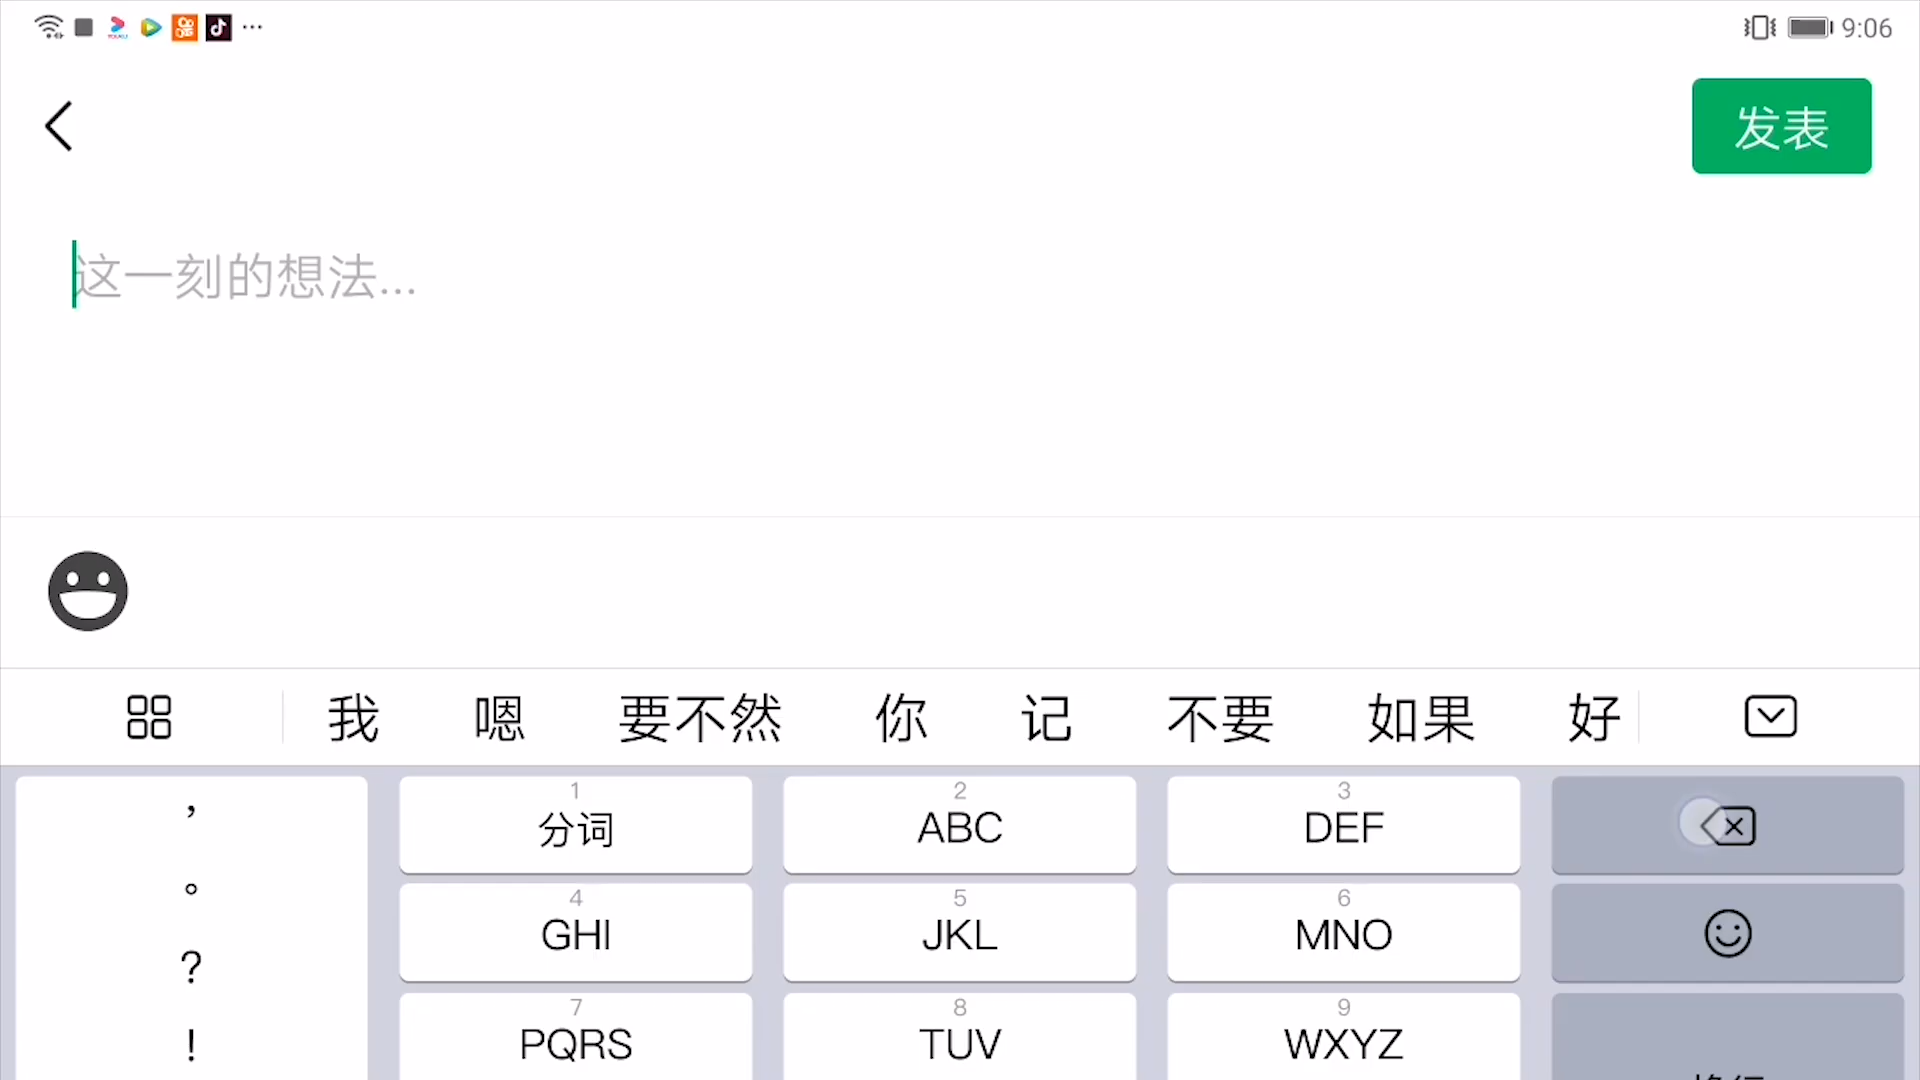 9:06
发表
这一刻的想法...
我 嗯 要不然 你 记 不要 如果 好
,
。
?
!
1
分词
2
ABC
3
DEF
4
GHI
5
JKL
6
MNO
7
PQRS
8
TUV
9
WXYZ